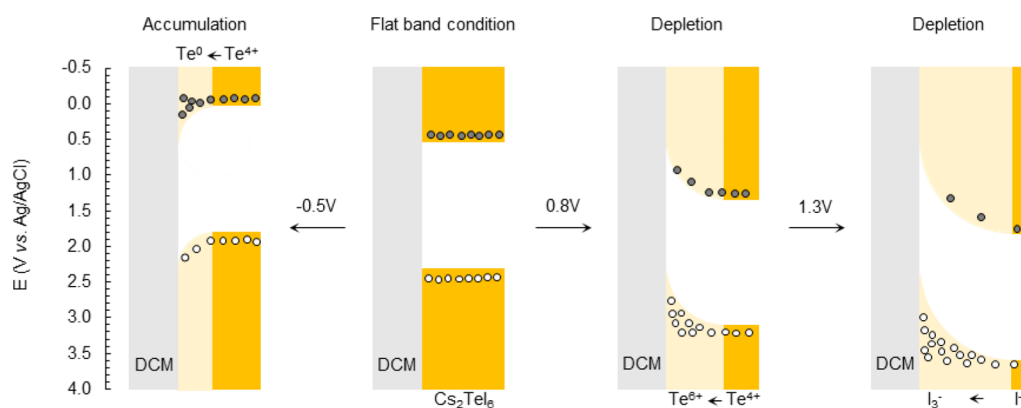 Accumulation
Flat band condition
Depletion
Depletion
Te⁰ ← Te⁴⁺
E (V vs. Ag/AgCl)
-0.5
0.0
0.5
1.0
1.5
2.0
2.5
3.0
3.5
4.0
-0.5V
0.8V
1.3V
DCM
DCM
DCM
DCM
Cs₂TeI₆
Te⁶⁺ ← Te⁴⁺
I₃⁻ ← I⁻